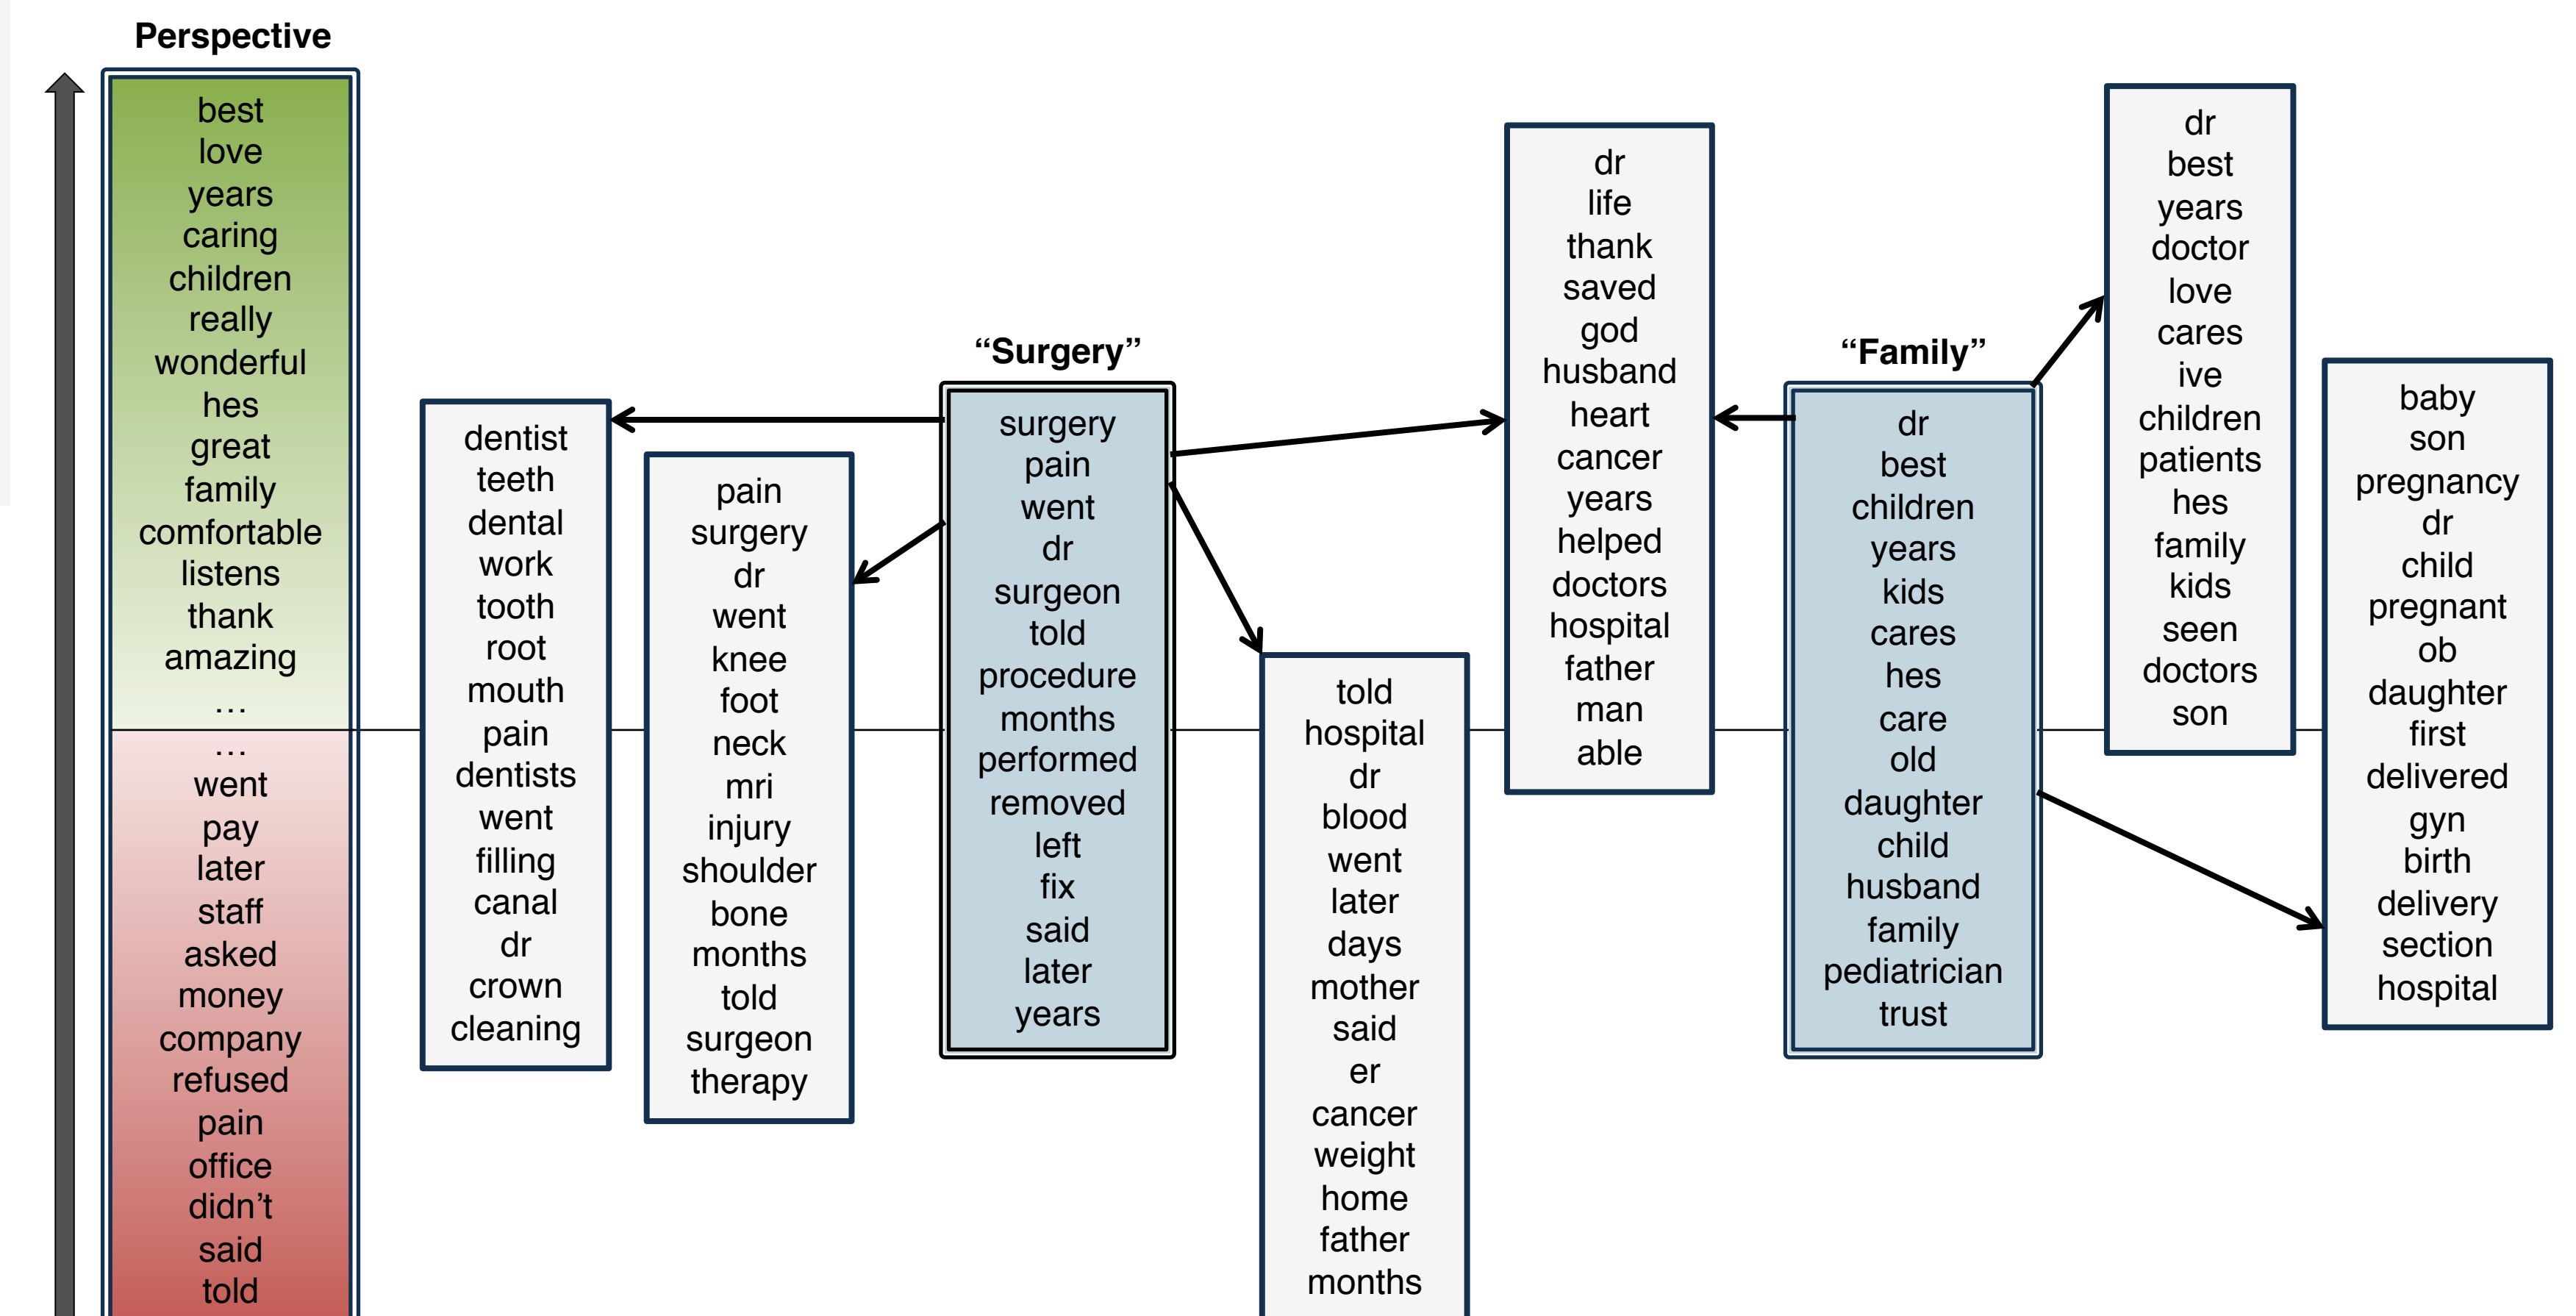 Perspective
best
love
years
caring
children
really
wonderful
hes
great
family
comfortable
listens
thank
amazing
…
…
went
pay
later
staff
asked
money
company
refused
pain
office
didn’t
said
told
dentist
teeth
dental
work
tooth
root
mouth
pain
dentists
went
filling
canal
dr
crown
cleaning
pain
surgery
dr
went
knee
foot
neck
mri
injury
shoulder
bone
months
told
surgeon
therapy
“Surgery”
surgery
pain
went
dr
surgeon
told
procedure
months
performed
removed
left
fix
said
later
years
told
hospital
dr
blood
went
later
days
mother
said
er
cancer
weight
home
father
months
dr
life
thank
saved
god
husband
heart
cancer
years
helped
doctors
hospital
father
man
able
“Family”
dr
best
children
years
kids
cares
hes
care
old
daughter
child
husband
family
pediatrician
trust
dr
best
years
doctor
love
cares
ive
children
patients
hes
family
kids
seen
doctors
son
baby
son
pregnancy
dr
child
pregnant
ob
daughter
first
delivered
gyn
birth
delivery
section
hospital